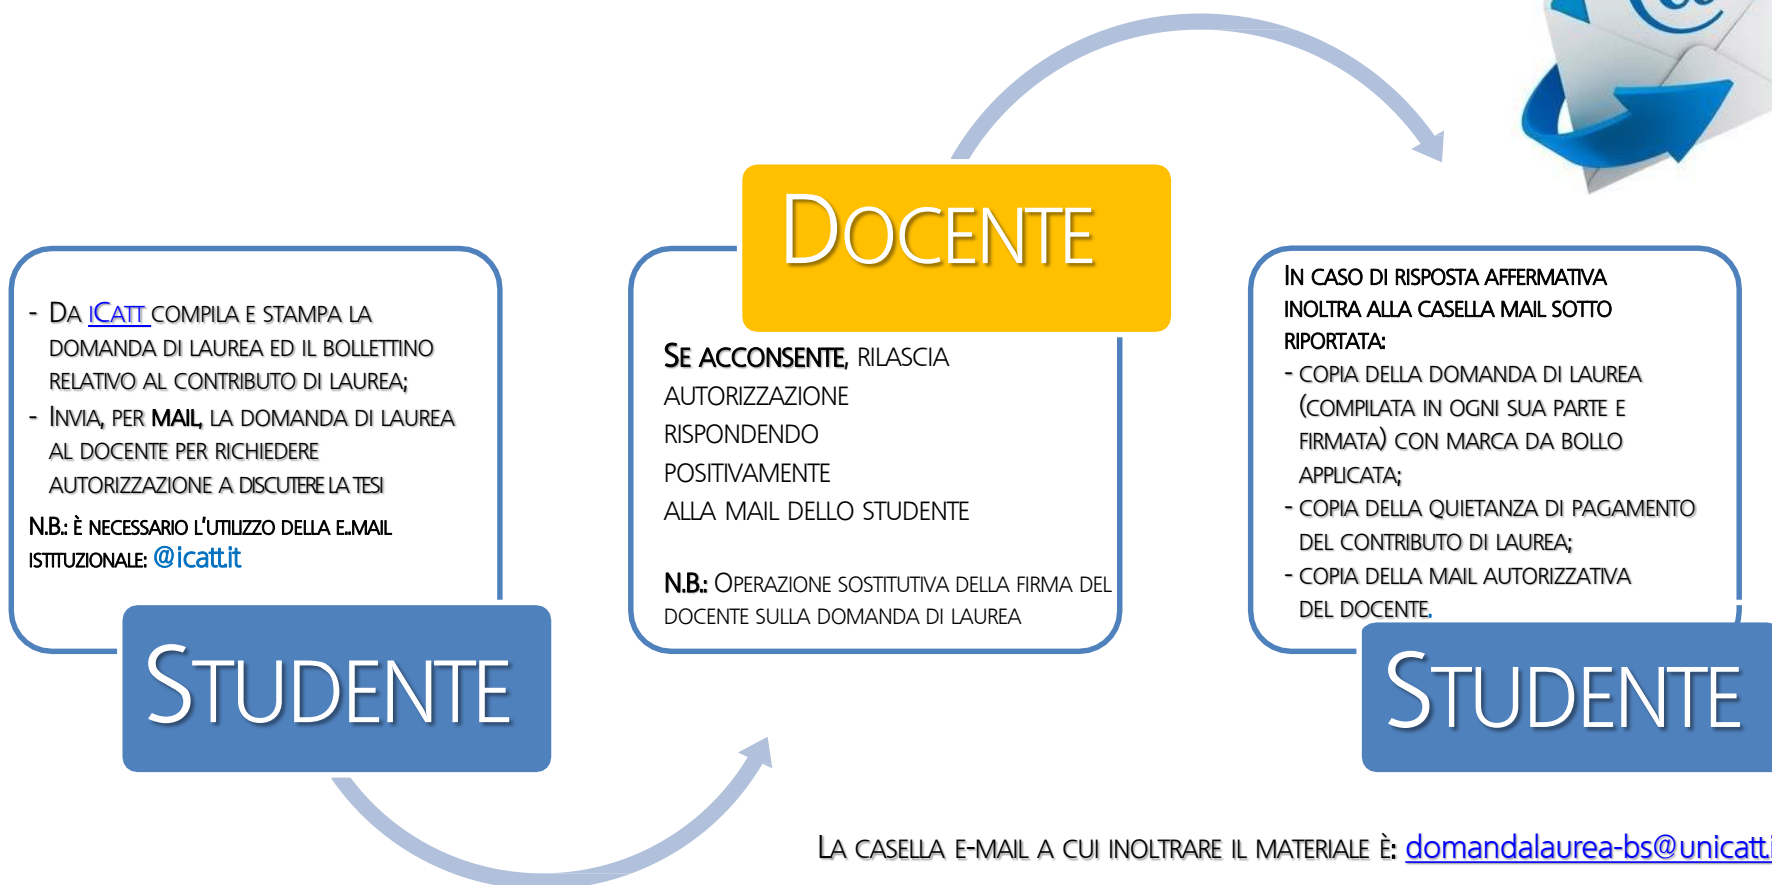 - Da iCatt compila e stampa la
domanda di laurea ed il bollettino
relativo al contributo di laurea;
- Invia, per mail, la domanda di laurea
al docente per richiedere
autorizzazione a discutere la tesi
N.B.: è necessario l'utilizzo della e.mail
istituzionale: @icatt.it
Studente
Docente
Se acconsente, rilascia
autorizzazione
rispondendo
positivamente
alla mail dello studente
N.B.: Operazione sostitutiva della firma del
docente sulla domanda di laurea
In caso di risposta affermativa
inoltra alla casella mail sotto
riportata:
- copia della domanda di laurea
(compilata in ogni sua parte e
firmata) con marca da bollo
applicata;
- copia della quietanza di pagamento
del contributo di laurea;
- copia della mail autorizzativa
del docente.
Studente
La casella e-mail a cui inoltrare il materiale è: domandalaurea-bs@unicatt.i